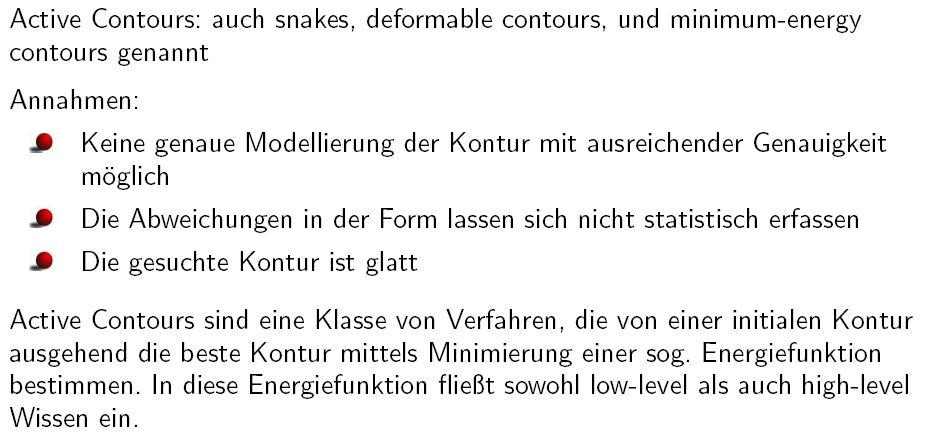 Active Contours: auch snakes, deformable contours, und minimum-energy
contours genannt
Annahmen:
Keine genaue Modellierung der Kontur mit ausreichender Genauigkeit
möglich
Die Abweichungen in der Form lassen sich nicht statistisch erfassen
Die gesuchte Kontur ist glatt
Active Contours sind eine Klasse von Verfahren, die von einer initialen Kontur
ausgehend die beste Kontur mittels Minimierung einer sog. Energiefunktion
bestimmen. In diese Energiefunktion fließt sowohl low-level als auch high-level
Wissen ein.